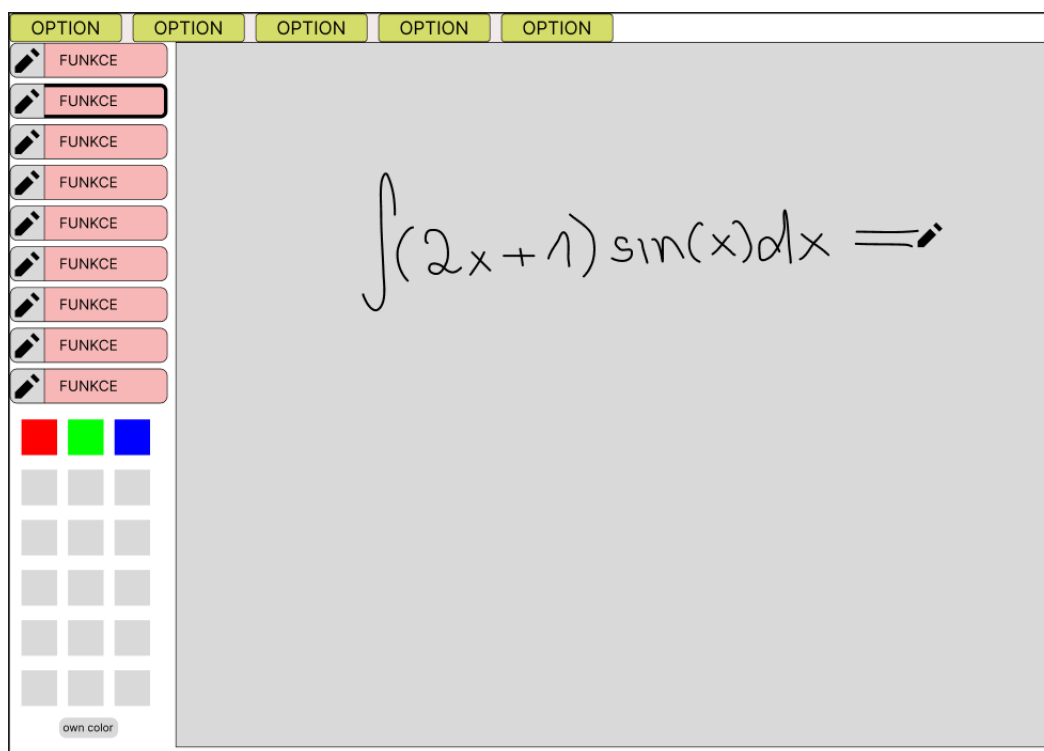 OPTION OPTION OPTION OPTION OPTION
FUNKCE
FUNKCE
FUNKCE
FUNKCE
FUNKCE
FUNKCE
FUNKCE
FUNKCE
FUNKCE
∫(2x+1) sin(x)dx =
own color